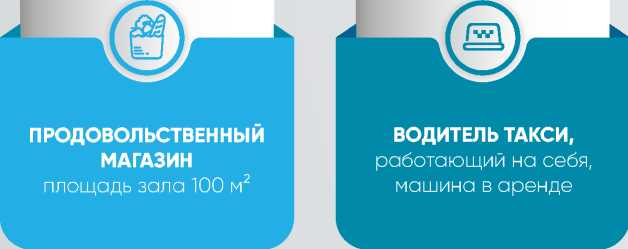 ПРОДОВОЛЬСТВЕННЫЙ
МАГАЗИН
площадь зала 100 м²
ВОДИТЕЛЬ ТАКСИ,
работающий на себя,
машина в аренде